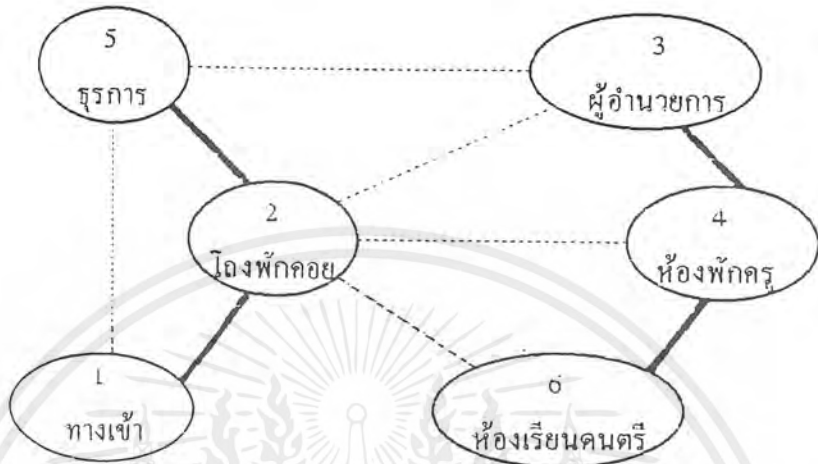 5
ธุรการ
3
ผู้อำนวยการ
2
โถงพักคอย
4
ห้องพักครู
1
ทางเข้า
6
ห้องเรียนดนตรี